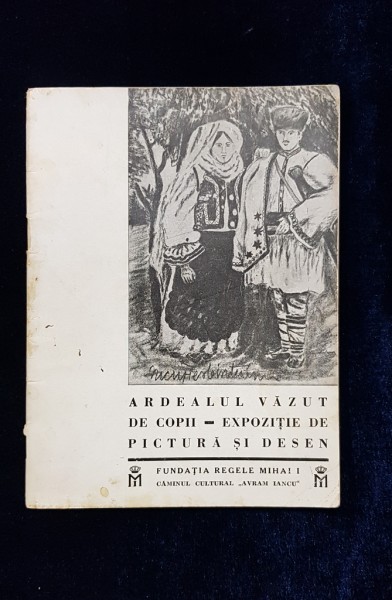 ARDEALUL VĂZUT
DE COPII – EXPOZIȚIE DE
PICTURĂ ȘI DESEN
FUNDAȚIA REGELE MIHAI I
CĂMINUL CULTURAL „AVRAM IANCU”